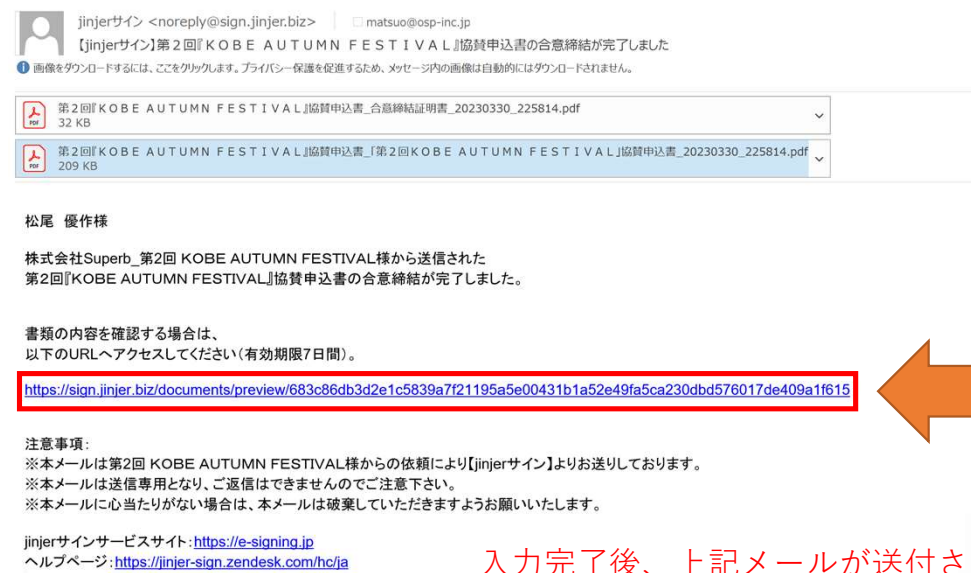 jinjerサイン <noreply@sign.jinjer.biz> matsuo@osp-inc.jp
【jinjerサイン】第２回『ＫＯＢＥ ＡＵＴＵＭＮ ＦＥＳＴＩＶＡＬ』協賛申込書の合意締結が完了しました
画像をダウンロードするには、ここをクリックします。プライバシー保護を促進するため、メッセージ内の画像は自動的にはダウンロードされません。
第２回『ＫＯＢＥ ＡＵＴＵＭＮ ＦＥＳＴＩＶＡＬ』協賛申込書_合意締結証明書_20230330_225814.pdf
32 KB
第２回『ＫＯＢＥ ＡＵＴＵＭＮ ＦＥＳＴＩＶＡＬ』協賛申込書_「第２回ＫＯＢＥ ＡＵＴＵＭＮ ＦＥＳＴＩＶＡＬ」協賛申込書_20230330_225814.pdf
209 KB
松尾　優作様
株式会社Superb_第2回 KOBE AUTUMN FESTIVAL様から送信された
第2回『KOBE AUTUMN FESTIVAL』協賛申込書の合意締結が完了しました。
書類の内容を確認する場合は、
以下のURLへアクセスしてください（有効期限7日間）。
https://sign.jinjer.biz/documents/preview/683c86db3d2e1c5839a7f21195a5e00431b1a52e49fa5ca230dbd576017de409a1f615
注意事項：
※本メールは第2回 KOBE AUTUMN FESTIVAL様からの依頼により【jinjerサイン】よりお送りしております。
※本メールは送信専用となり、ご返信はできませんのでご注意下さい。
※本メールに心当たりがない場合は、本メールは破棄していただきますようお願いいたします。
jinjerサインサービスサイト：https://e-signing.jp
ヘルプページ：https://jinjer-sign.zendesk.com/hc/ja
入力完了後、上記メールが送付さ